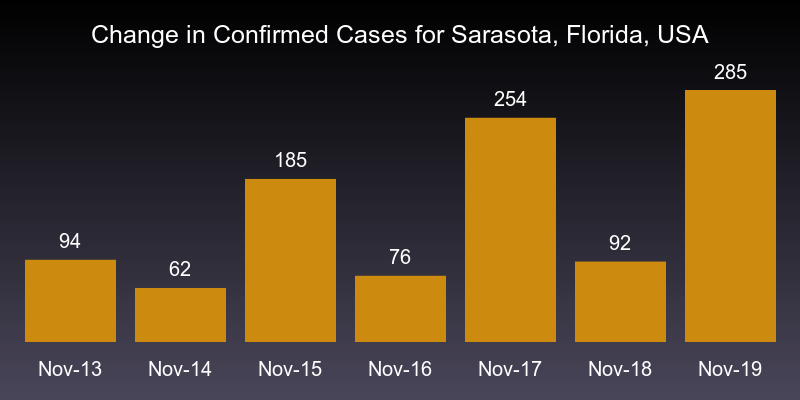 Change in Confirmed Cases for Sarasota, Florida, USA
94
62
185
76
254
92
285
Nov-13
Nov-14
Nov-15
Nov-16
Nov-17
Nov-18
Nov-19